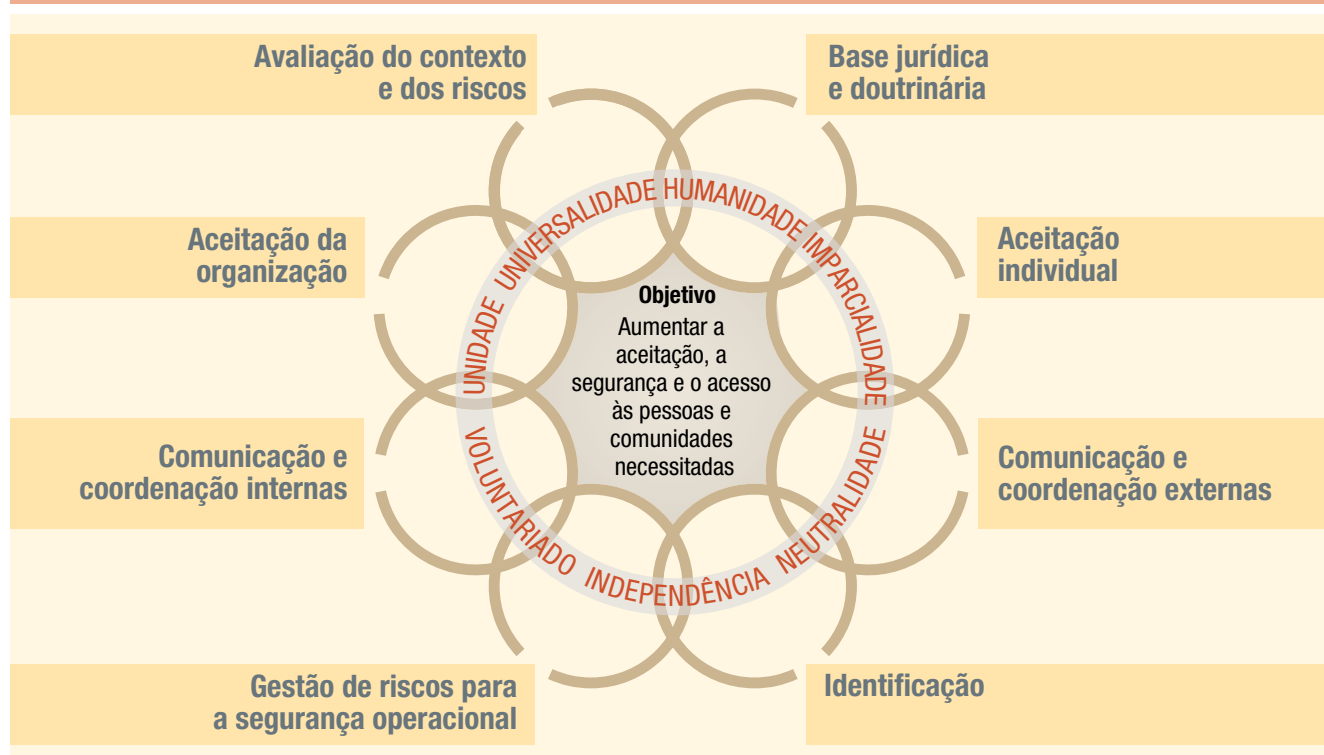 Avaliação do contexto
e dos riscos
Base jurídica
e doutrinária
Aceitação da
organização
Aceitação
individual
UNIDADE UNIVERSALIDADE HUMANIDADE IMPARCIALIDADE
Objetivo
Aumentar a
aceitação, a
segurança e o acesso
às pessoas e
comunidades
necessitadas
VOLUNTARIADO INDEPENDÊNCIA NEUTRALIDADE
Comunicação e
coordenação internas
Comunicação e
coordenação externas
Gestão de riscos para
a segurança operacional
Identificação